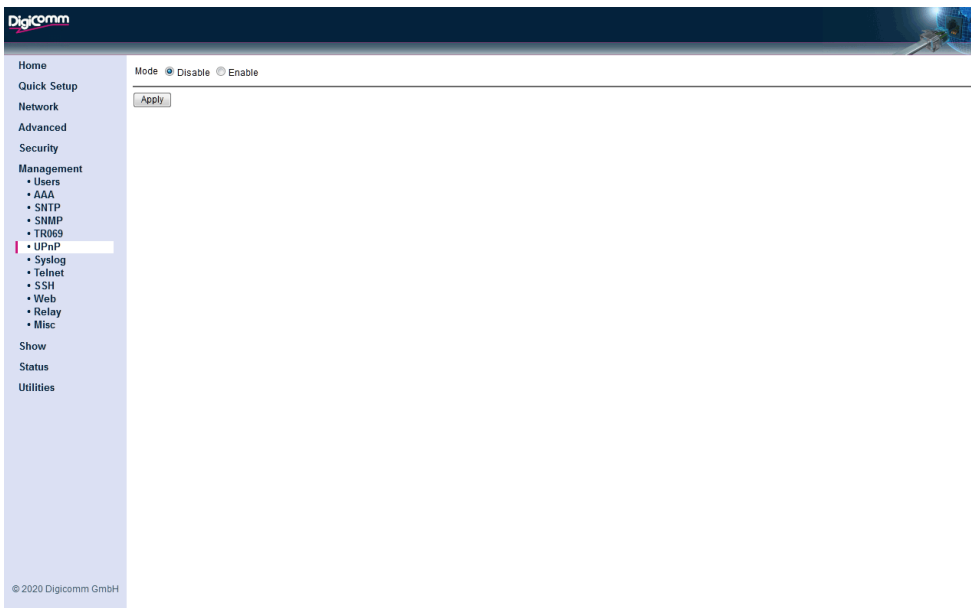 Digicomm
Home
Quick Setup
Network
Advanced
Security
Management
• Users
• AAA
• SNTP
• SNMP
• TR069
• UPnP
• Syslog
• Telnet
• SSH
• Web
• Relay
• Misc
Show
Status
Utilities
© 2020 Digicomm GmbH
Mode Disable Enable
Apply